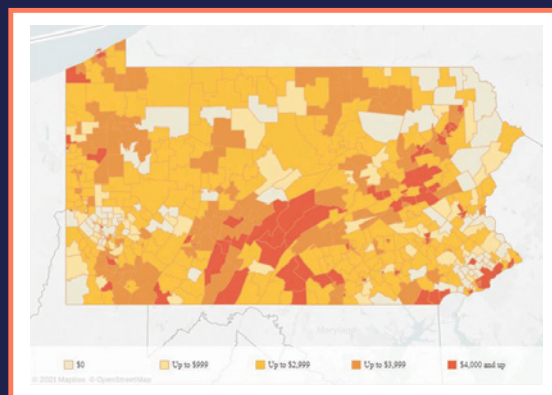 Maryland
$0 Up to $999 Up to $2,999 Up to $3,999 $4,000 and up
© 2021 Mapbox © OpenStreetMap